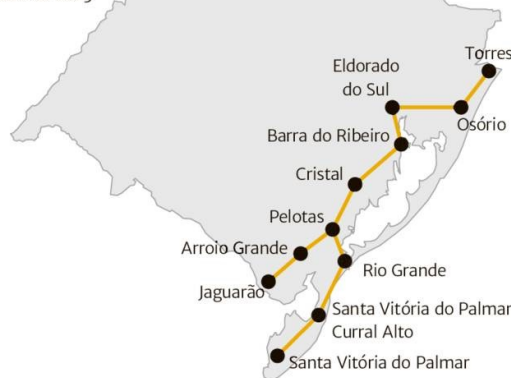 Torres
Eldorado
do Sul
Osório
Barra do Ribeiro
Cristal
Pelotas
Arroio Grande
Rio Grande
Jaguarão
Santa Vitória do Palmar
Curral Alto
Santa Vitória do Palmar